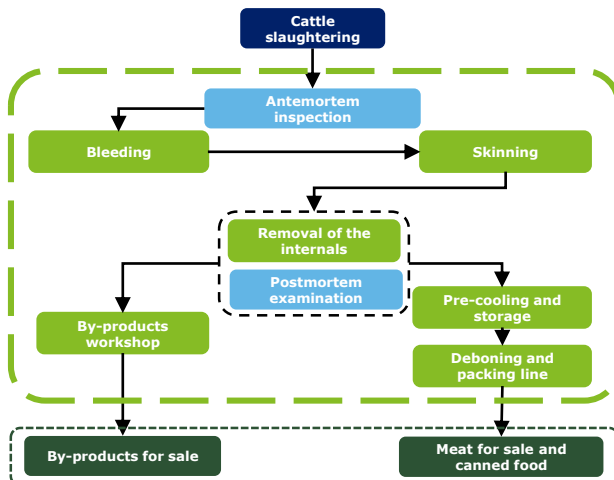 Cattle
slaughtering
Antemortem
inspection
Bleeding
Skinning
Removal of the
internals
Postmortem
examination
Pre-cooling and
storage
By-products
workshop
Deboning and
packing line
By-products for sale
Meat for sale and
canned food